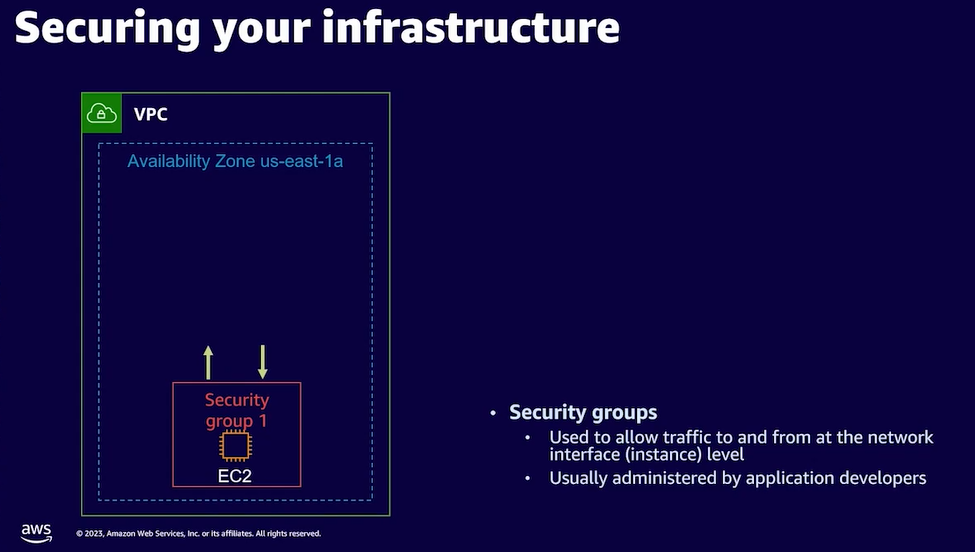 Securing your infrastructure
VPC
Availability Zone us-east-1a
Security
group 1
EC2
• Security groups
• Used to allow traffic to and from at the network
interface (instance) level
• Usually administered by application developers
aws
© 2023, Amazon Web Services, Inc. or its affiliates. All rights reserved.